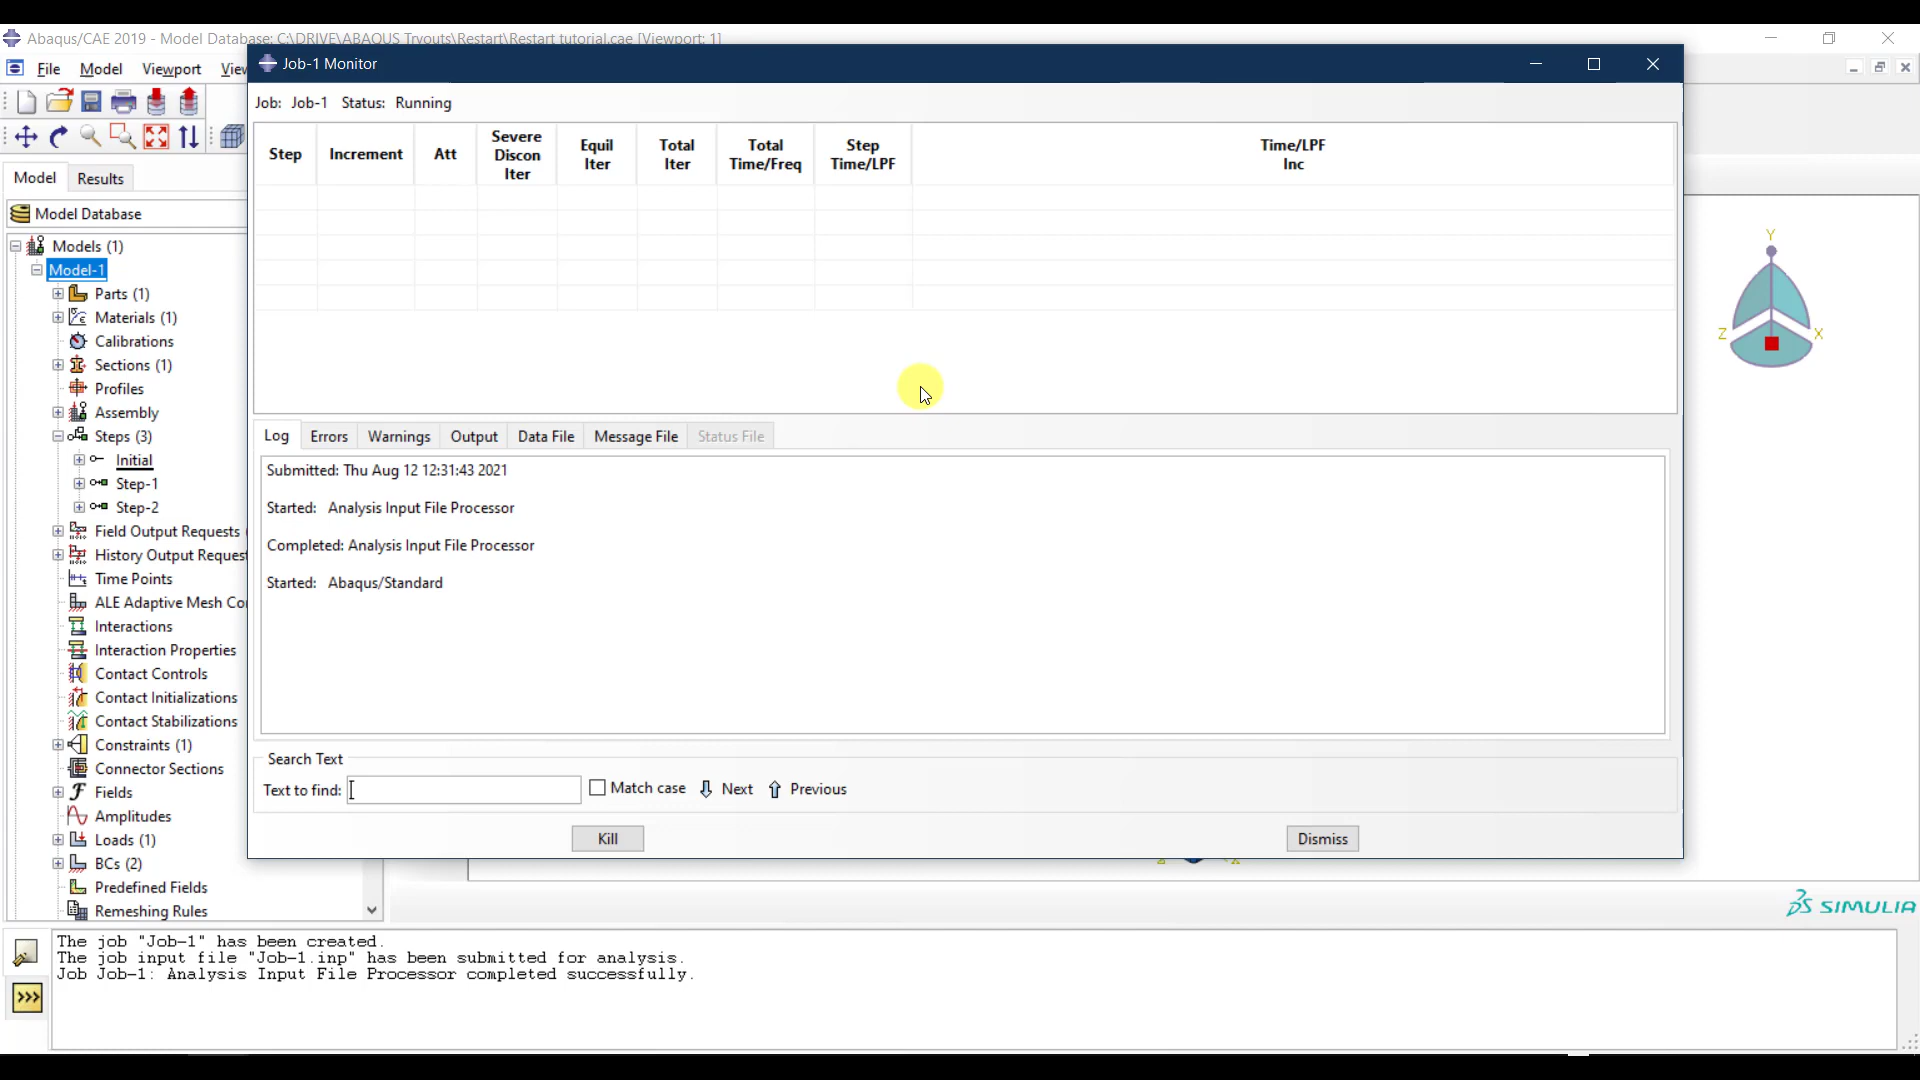 Abaqus/CAE 2019 - Model Database: C:\DRIVE\ABAQUS Tryouts\Restart\Restart tutorial.cae [Viewport: 1]
File Model Viewport
Job-1 Monitor
Job: Job-1 Status: Running
Step Increment Att Severe Discon Iter Equil Iter Total Iter Total Time/Freq Step Time/LPF Time/LPF Inc
Model Results
Model Database
Models (1)
Model-1
Parts (1)
Materials (1)
Calibrations
Sections (1)
Profiles
Assembly
Steps (3)
Initial
Step-1
Step-2
Field Output Requests
History Output Request
Time Points
ALE Adaptive Mesh Co
Interactions
Interaction Properties
Contact Controls
Contact Initializations
Contact Stabilizations
Constraints (1)
Connector Sections
Fields
Amplitudes
Loads (1)
BCs (2)
Predefined Fields
Remeshing Rules
Log Errors Warnings Output Data File Message File Status File
Submitted: Thu Aug 12 12:31:43 2021
Started: Analysis Input File Processor
Completed: Analysis Input File Processor
Started: Abaqus/Standard
Search Text
Text to find: Match case Next Previous
Kill Dismiss
Y
Z X
SIMULIA
The job "Job-1" has been created.
The job input file "Job-1.inp" has been submitted for analysis.
Job Job-1: Analysis Input File Processor completed successfully.
>>>